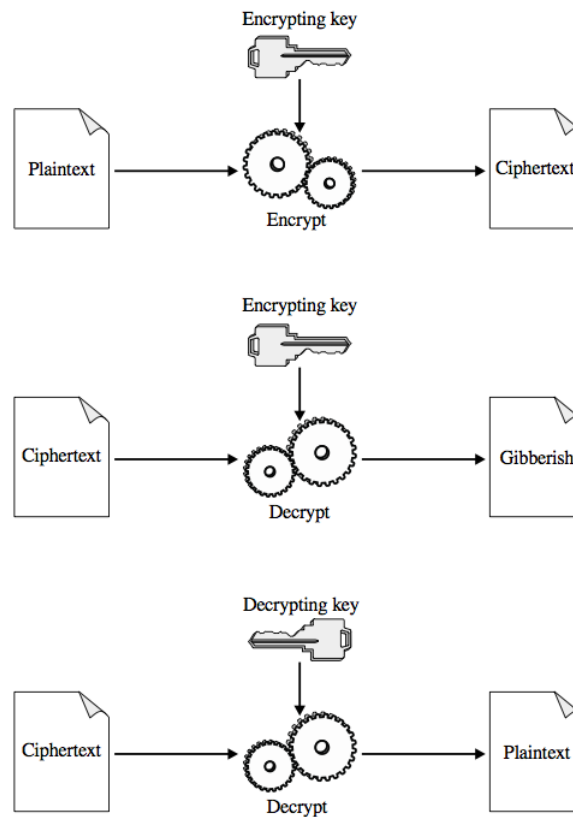 Encrypting key
Plaintext
Ciphertext
Encrypt
Encrypting key
Ciphertext
Gibberish
Decrypt
Decrypting key
Ciphertext
Plaintext
Decrypt